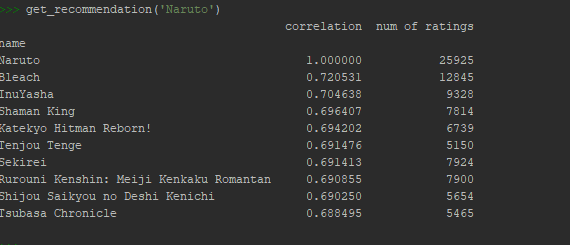 >>> get_recommendation('Naruto')
correlation num of ratings
name
Naruto 1.000000 25925
Bleach 0.720531 12845
InuYasha 0.704638 9328
Shaman King 0.696407 7814
Katekyo Hitman Reborn! 0.694202 6739
Tenjou Tenge 0.691476 5150
Sekirei 0.691413 7924
Rurouni Kenshin: Meiji Kenkaku Romantan 0.690855 7900
Shijou Saikyou no Deshi Kenichi 0.690250 5654
Tsubasa Chronicle 0.688495 5465